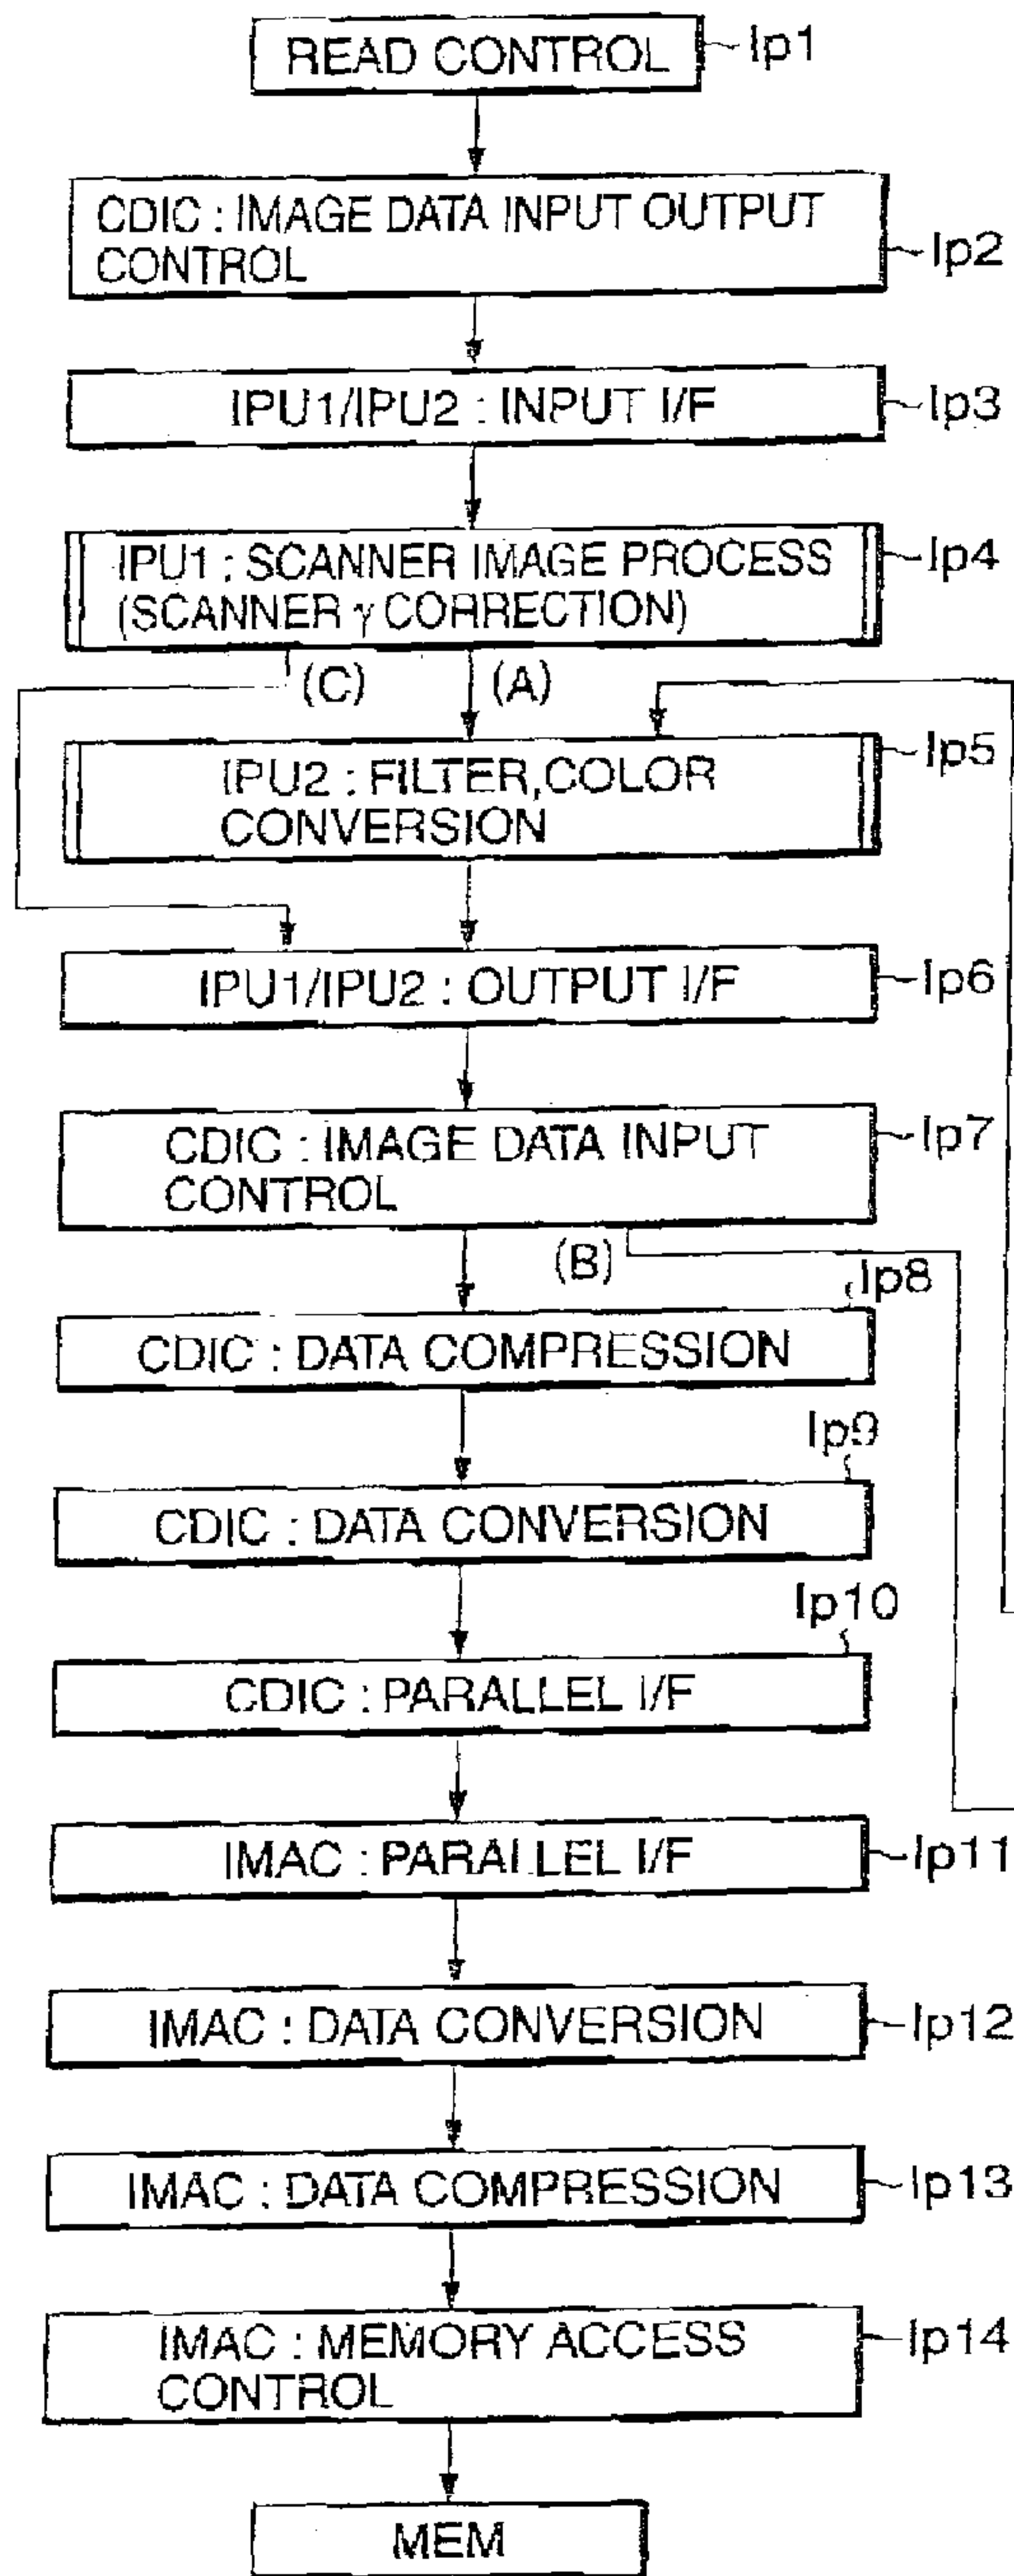 READ CONTROL
Ip1
CDIC : IMAGE DATA INPUT OUTPUT
CONTROL
Ip2
IPU1/IPU2 : INPUT I/F
Ip3
IPU1 : SCANNER IMAGE PROCESS
(SCANNER γ CORRECTION)
Ip4
(C)
(A)
IPU2 : FILTER,COLOR
CONVERSION
Ip5
IPU1/IPU2 : OUTPUT I/F
Ip6
CDIC : IMAGE DATA INPUT
CONTROL
Ip7
(B)
Ip8
CDIC : DATA COMPRESSION
Ip9
CDIC : DATA CONVERSION
Ip10
CDIC : PARALLEL I/F
IMAC : PARALLEL I/F
Ip11
IMAC : DATA CONVERSION
Ip12
IMAC : DATA COMPRESSION
Ip13
IMAC : MEMORY ACCESS
CONTROL
Ip14
MEM